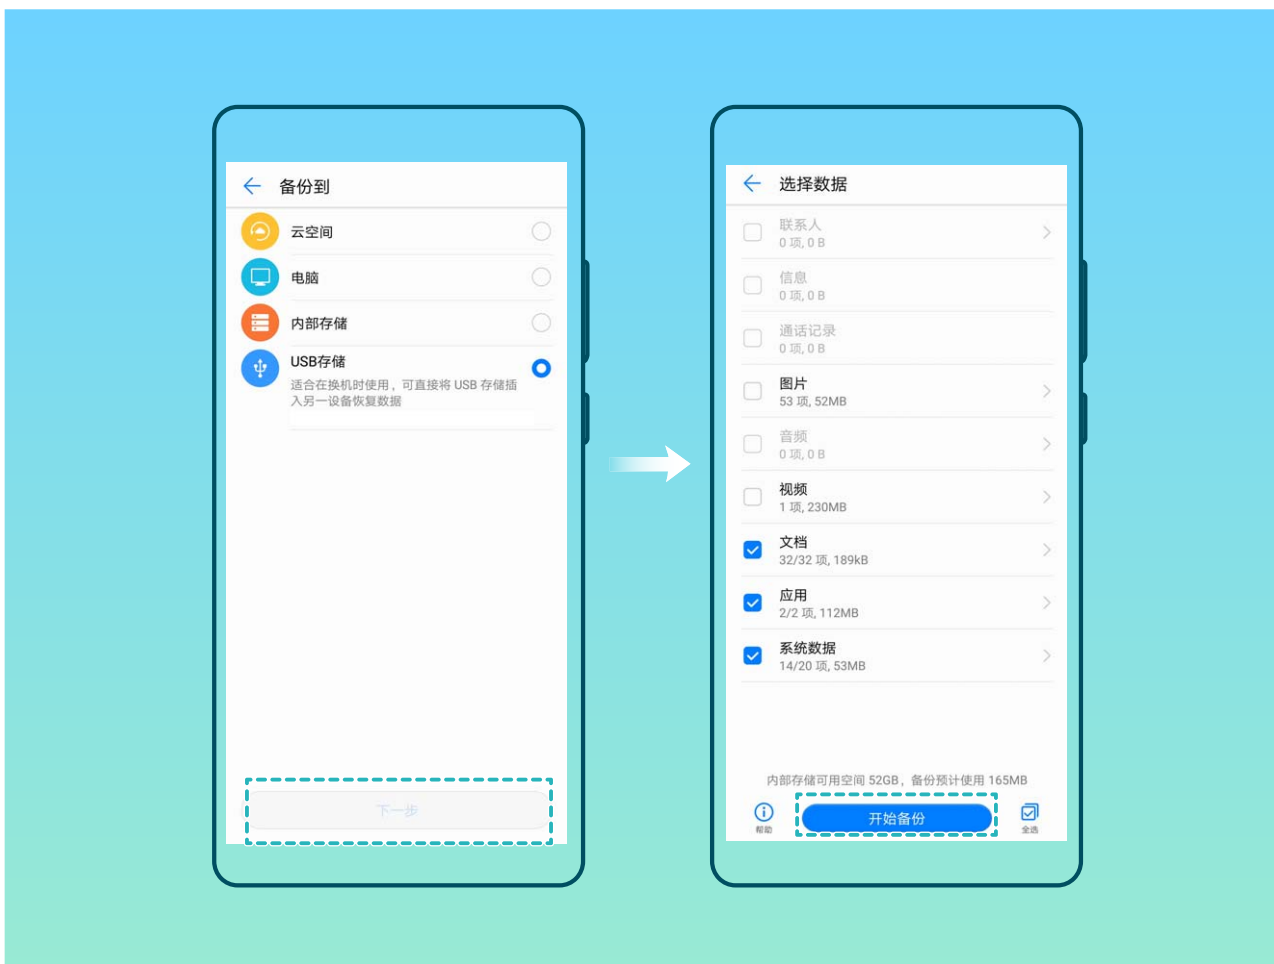 备份到
云空间
电脑
内部存储
USB存储
适合在换机时使用，可直接将 USB 存储插
入另一设备恢复数据
下一步
选择数据
联系人
0 项, 0 B
信息
0 项, 0 B
通话记录
0 项, 0 B
图片
53 项, 52MB
音频
0 项, 0 B
视频
1 项, 230MB
文档
32/32 项, 189kB
应用
2/2 项, 112MB
系统数据
14/20 项, 53MB
内部存储可用空间 52GB，备份预计使用 165MB
帮助
开始备份
全选